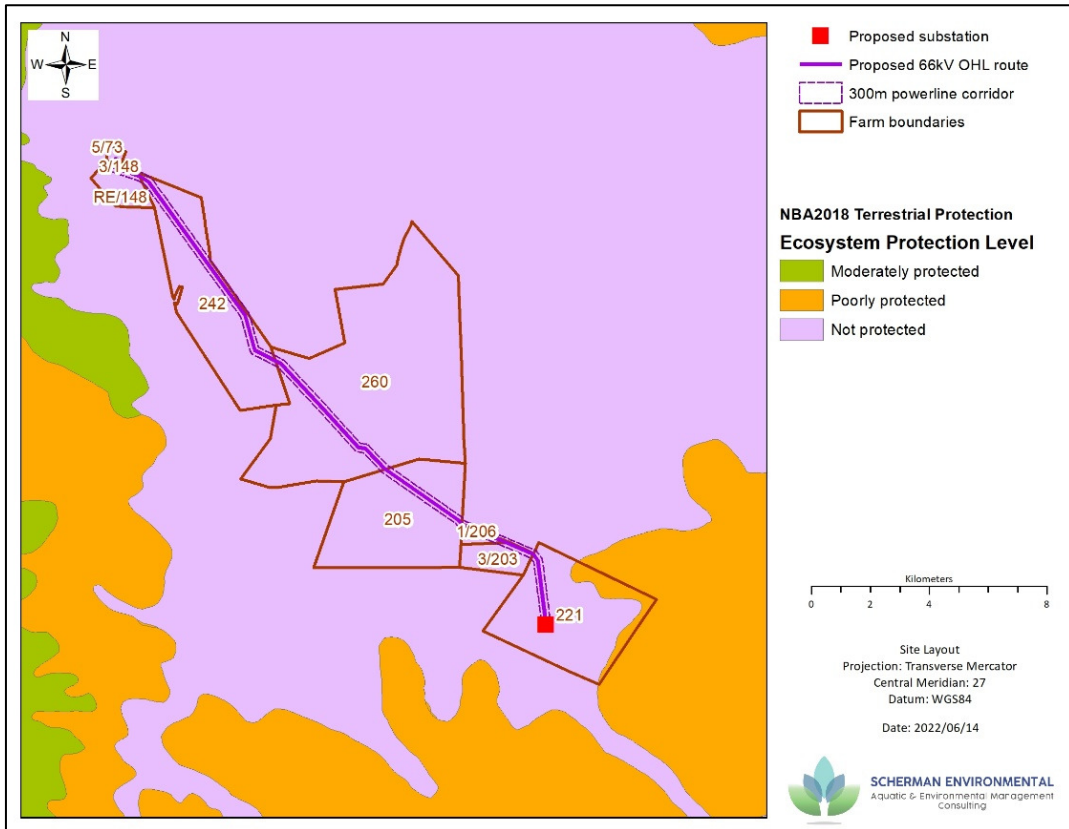 N
W E
S
5/73
3/148
RE/148
242
260
205
1/206
3/203
221
Proposed substation
Proposed 66kV OHL route
300m powerline corridor
Farm boundaries
NBA2018 Terrestrial Protection
Ecosystem Protection Level
Moderately protected
Poorly protected
Not protected
Kilometers
0 2 4 8
Site Layout
Projection: Transverse Mercator
Central Meridian: 27
Datum: WGS84
Date: 2022/06/14
SCHERMAN ENVIRONMENTAL
Aquatic & Environmental Management
Consulting